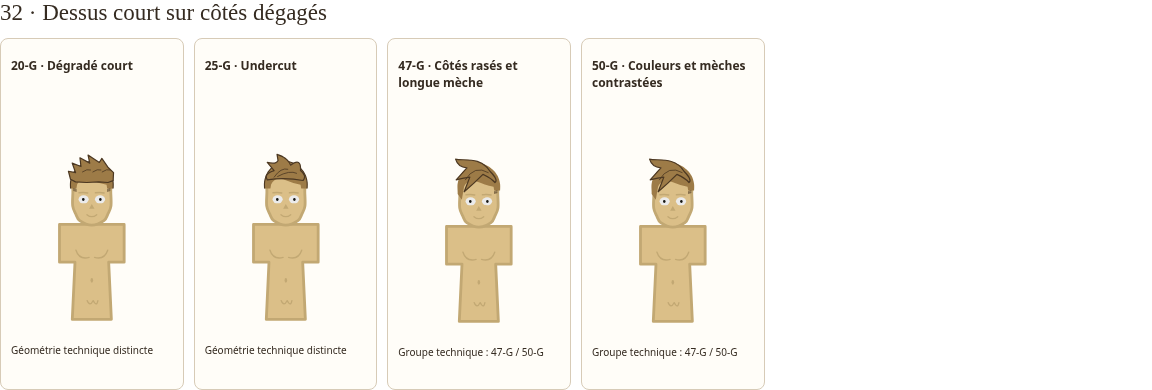 32 · Dessus court sur côtés dégagés
20-G · Dégradé court
Géométrie technique distincte
25-G · Undercut
Géométrie technique distincte
47-G · Côtés rasés et
longue mèche
Groupe technique : 47-G / 50-G
50-G · Couleurs et mèches
contrastées
Groupe technique : 47-G / 50-G